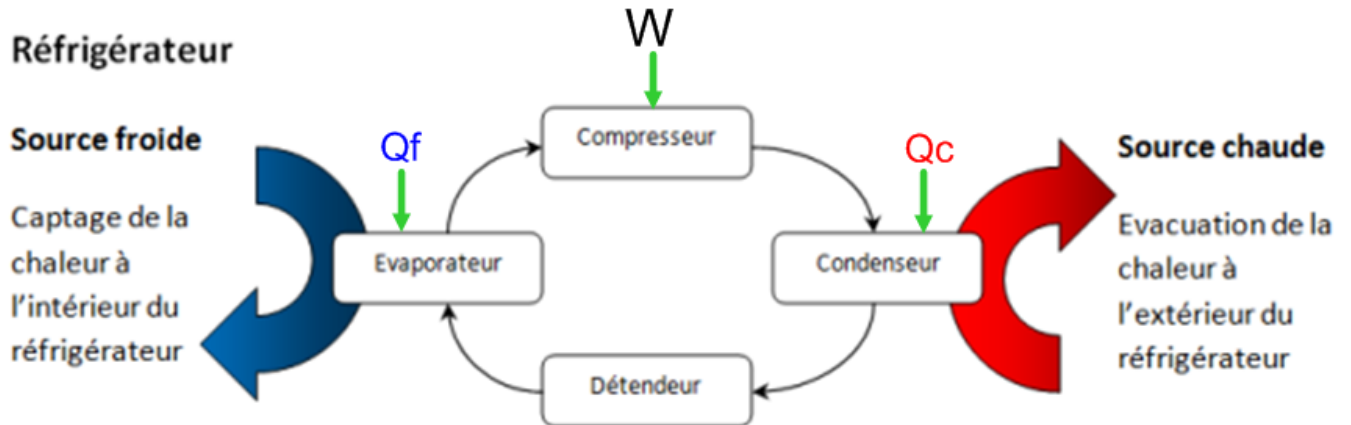 Réfrigérateur
W
Source froide
Qf
Compresseur
Qc
Source chaude
Captage de la
chaleur à
l'intérieur du
réfrigérateur
Evaporateur
Condenseur
Evacuation de la
chaleur à
l'extérieur du
réfrigérateur
Détendeur